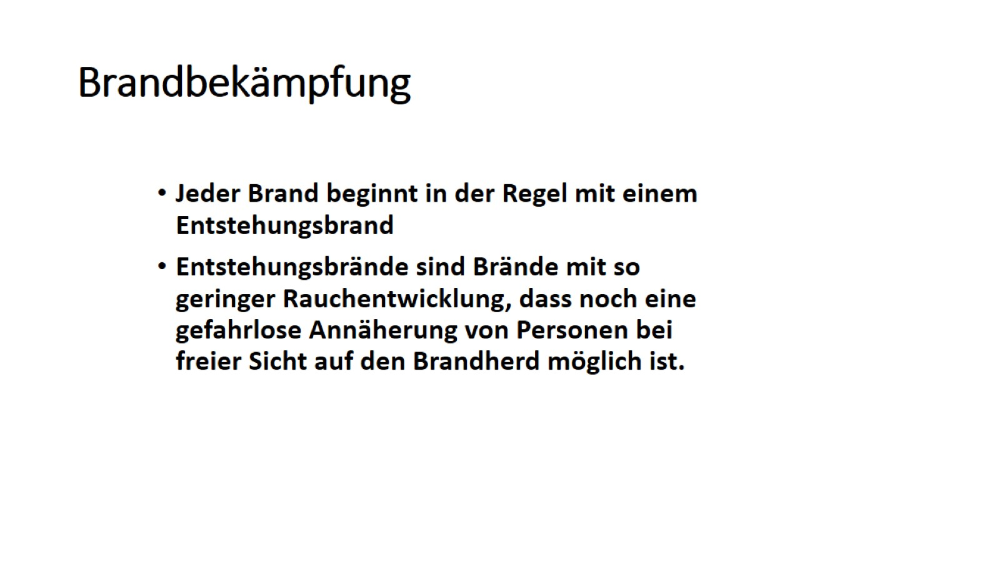 Brandbekämpfung
• Jeder Brand beginnt in der Regel mit einem
Entstehungsbrand
• Entstehungsbrände sind Brände mit so
geringer Rauchentwicklung, dass noch eine
gefahrlose Annäherung von Personen bei
freier Sicht auf den Brandherd möglich ist.